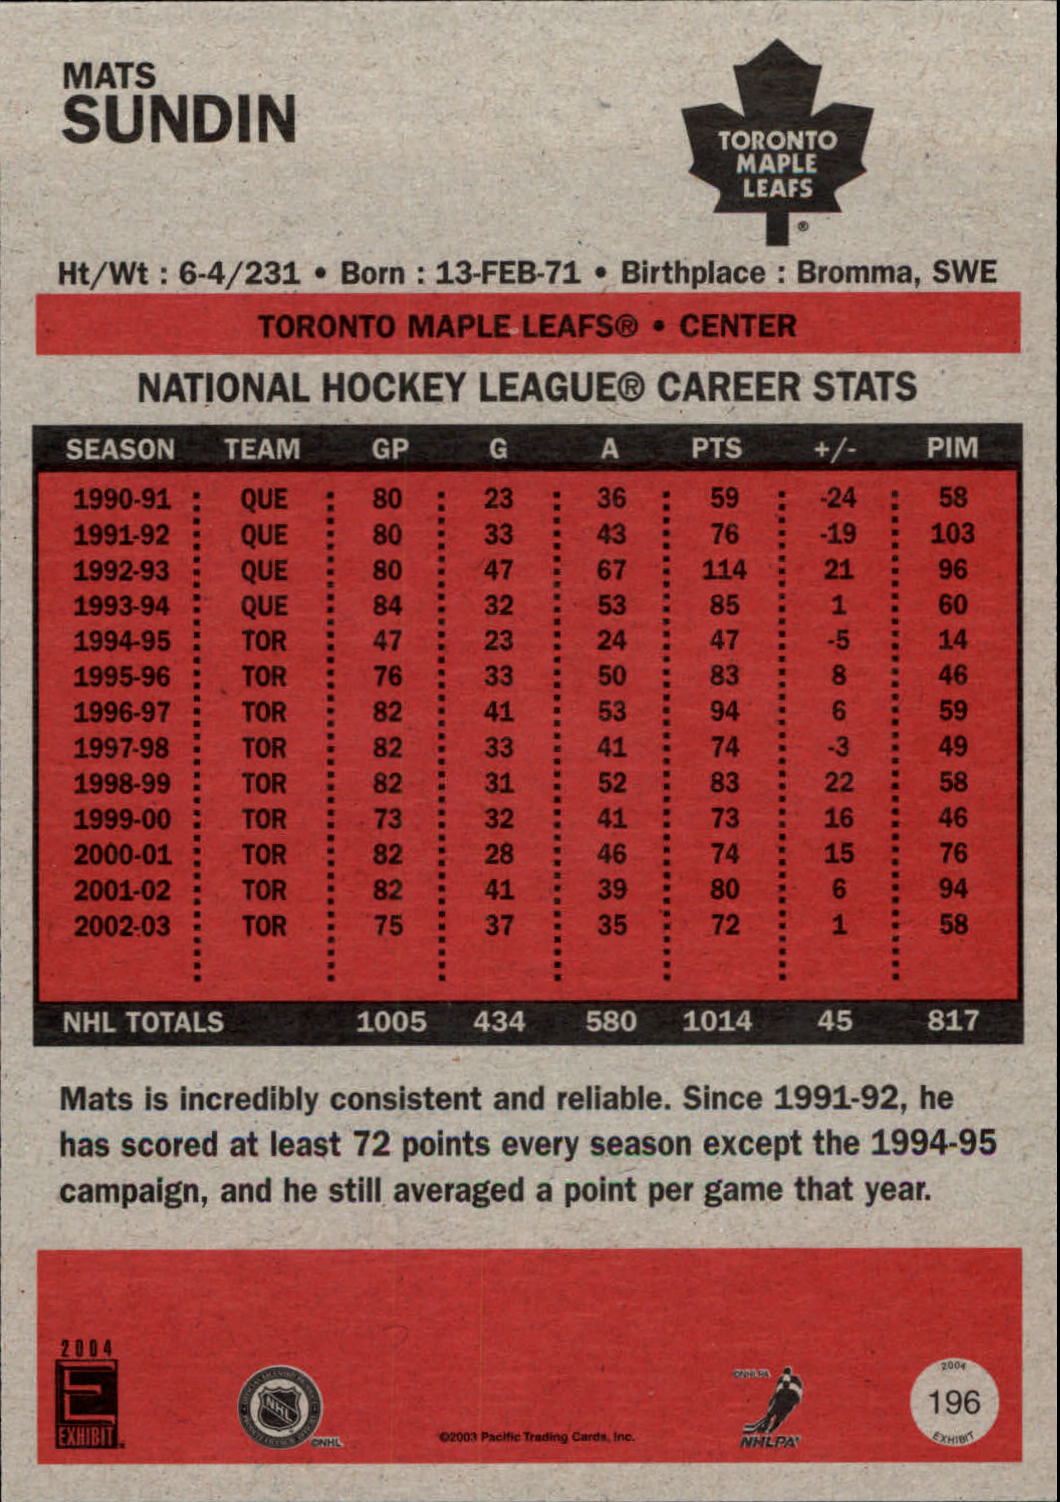 MATS
SUNDIN
TORONTO
MAPLE
LEAFS
®
Ht/Wt : 6-4/231 • Born : 13-FEB-71 • Birthplace : Bromma, SWE
TORONTO MAPLE LEAFS® • CENTER
NATIONAL HOCKEY LEAGUE® CAREER STATS
SEASON TEAM GP G A PTS +/- PIM
1990-91 QUE 80 23 36 59 -24 58
1991-92 QUE 80 33 43 76 -19 103
1992-93 QUE 80 47 67 114 21 96
1993-94 QUE 84 32 53 85 1 60
1994-95 TOR 47 23 24 47 -5 14
1995-96 TOR 76 33 50 83 8 46
1996-97 TOR 82 41 53 94 6 59
1997-98 TOR 82 33 41 74 -3 49
1998-99 TOR 82 31 52 83 22 58
1999-00 TOR 73 32 41 73 16 46
2000-01 TOR 82 28 46 74 15 76
2001-02 TOR 82 41 39 80 6 94
2002-03 TOR 75 37 35 72 1 58
NHL TOTALS 1005 434 580 1014 45 817
Mats is incredibly consistent and reliable. Since 1991-92, he
has scored at least 72 points every season except the 1994-95
campaign, and he still averaged a point per game that year.
2004
E
EXHIBIT
NHL
©NHL
©2003 Pacific Trading Cards, Inc.
©NHLPA
NHLPA
2004
196
EXHIBIT